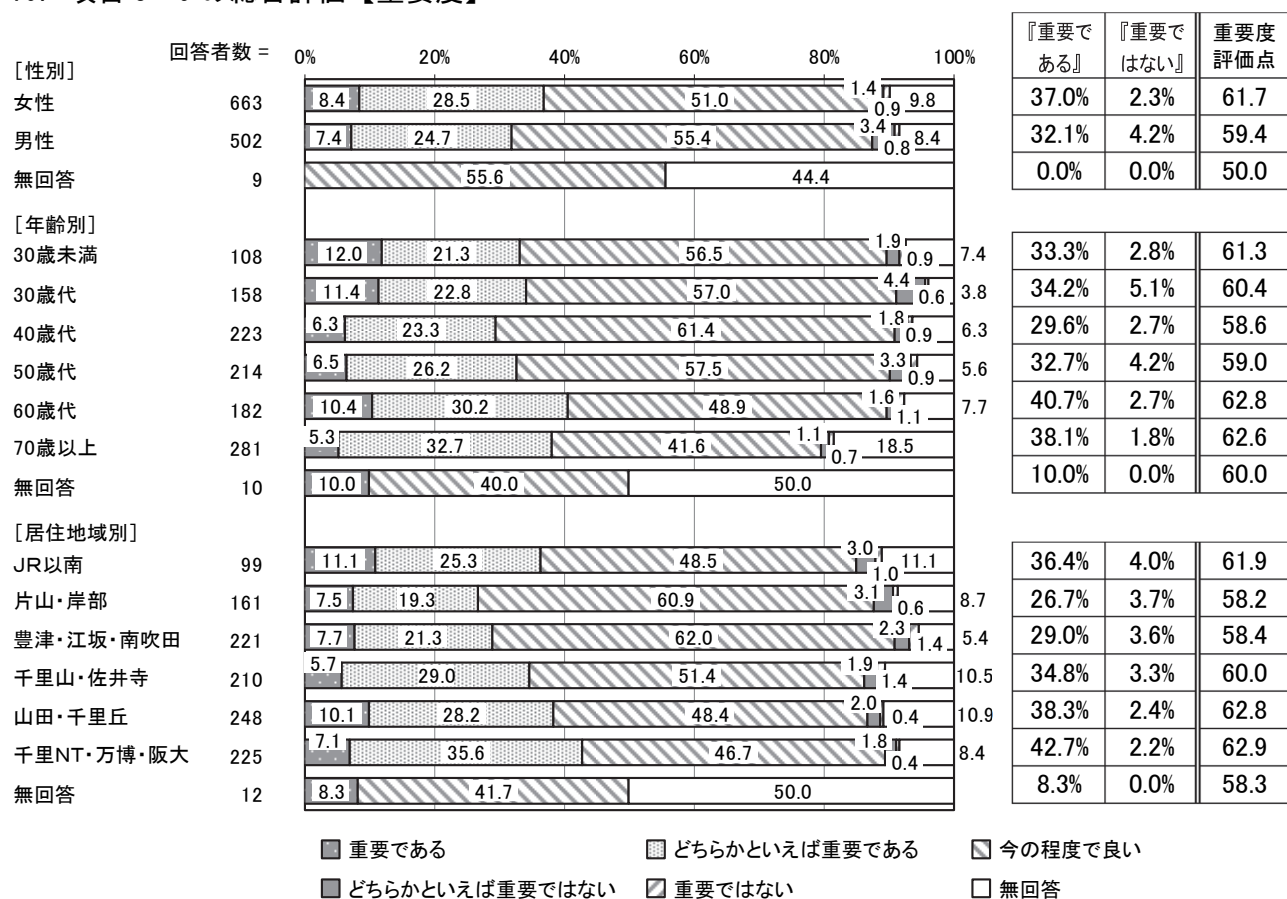 『重要で 『重要で 重要度
ある』 はない』 評価点
回答者数 = 0% 20% 40% 60% 80% 100%
[性別]
女性 663 8.4 28.5 51.0 1.4 0.9 9.8 37.0% 2.3% 61.7
男性 502 7.4 24.7 55.4 3.4 0.8 8.4 32.1% 4.2% 59.4
無回答 9 55.6 44.4 0.0% 0.0% 50.0
[年齢別]
30歳未満 108 12.0 21.3 56.5 1.9 0.9 7.4 33.3% 2.8% 61.3
30歳代 158 11.4 22.8 57.0 4.4 0.6 3.8 34.2% 5.1% 60.4
40歳代 223 6.3 23.3 61.4 1.8 0.9 6.3 29.6% 2.7% 58.6
50歳代 214 6.5 26.2 57.5 3.3 0.9 5.6 32.7% 4.2% 59.0
60歳代 182 10.4 30.2 48.9 1.6 1.1 7.7 40.7% 2.7% 62.8
70歳以上 281 5.3 32.7 41.6 1.1 0.7 18.5 38.1% 1.8% 62.6
無回答 10 10.0 40.0 50.0 10.0% 0.0% 60.0
[居住地域別]
JR以南 99 11.1 25.3 48.5 3.0 1.0 11.1 36.4% 4.0% 61.9
片山・岸部 161 7.5 19.3 60.9 3.1 0.6 8.7 26.7% 3.7% 58.2
豊津・江坂・南吹田 221 7.7 21.3 62.0 2.3 1.4 5.4 29.0% 3.6% 58.4
千里山・佐井寺 210 5.7 29.0 51.4 1.9 1.4 10.5 34.8% 3.3% 60.0
山田・千里丘 248 10.1 28.2 48.4 2.0 0.4 10.9 38.3% 2.4% 62.8
千里NT・万博・阪大 225 7.1 35.6 46.7 1.8 0.4 8.4 42.7% 2.2% 62.9
無回答 12 8.3 41.7 50.0 8.3% 0.0% 58.3
重要である どちらかといえば重要である 今の程度で良い
どちらかといえば重要ではない 重要ではない 無回答